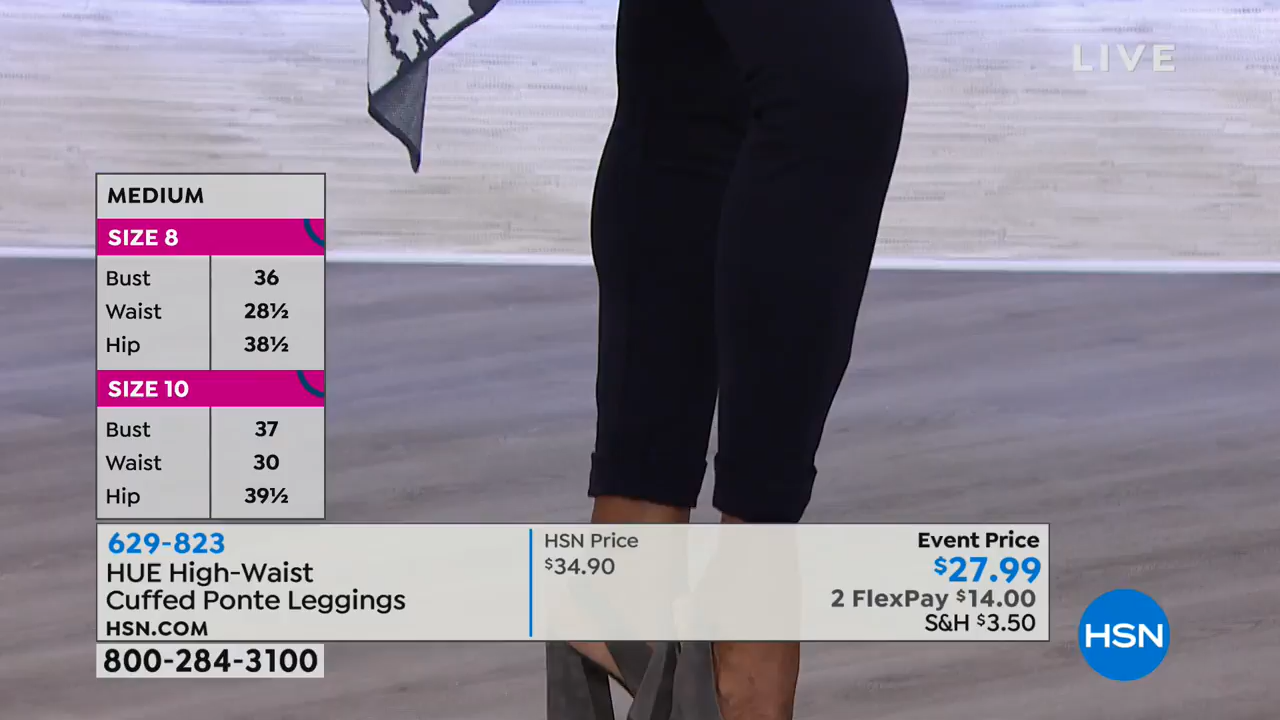 LIVE
MEDIUM
SIZE 8
Bust 36
Waist 28½
Hip 38½
SIZE 10
Bust 37
Waist 30
Hip 39½
629-823
HUE High-Waist
Cuffed Ponte Leggings
HSN.COM
HSN Price
$34.90
Event Price
$27.99
2 FlexPay $14.00
S&H $3.50
800-284-3100
HSN